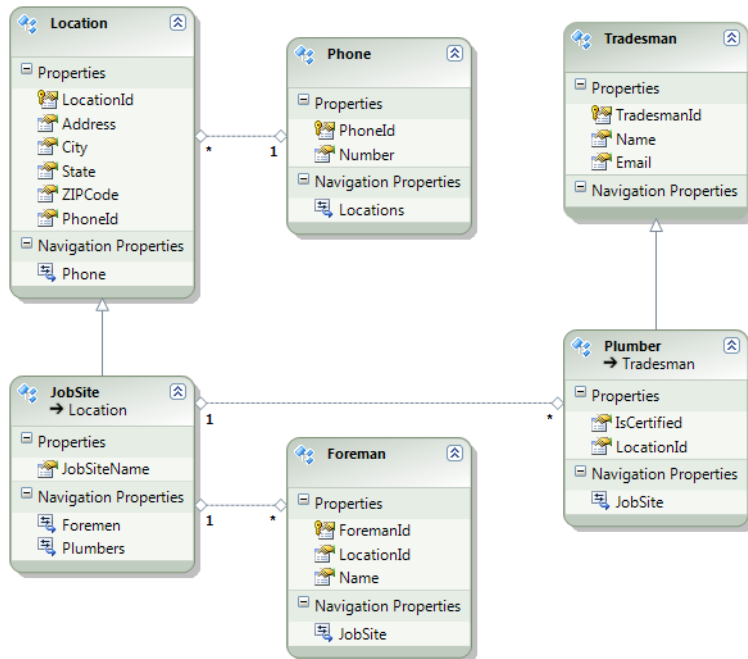 Location
Properties
LocationId
Address
City
State
ZIPCode
PhoneId
Navigation Properties
Phone
* 1
Phone
Properties
PhoneId
Number
Navigation Properties
Locations
Tradesman
Properties
TradesmanId
Name
Email
Navigation Properties
JobSite
→ Location
Properties
JobSiteName
Navigation Properties
Foremen
Plumbers
1 *
1 *
Foreman
Properties
ForemanId
LocationId
Name
Navigation Properties
JobSite
Plumber
→ Tradesman
Properties
IsCertified
LocationId
Navigation Properties
JobSite